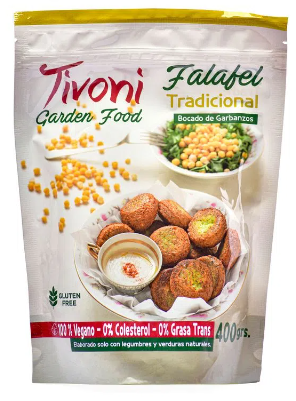 Tivoni
Garden Food
Falafel
Tradicional
Bocado de Garbanzos
GLUTEN
FREE
100 % Vegano - 0% Colesterol - 0% Grasa Trans
Elaborado solo con legumbres y verduras naturales.
400grs.